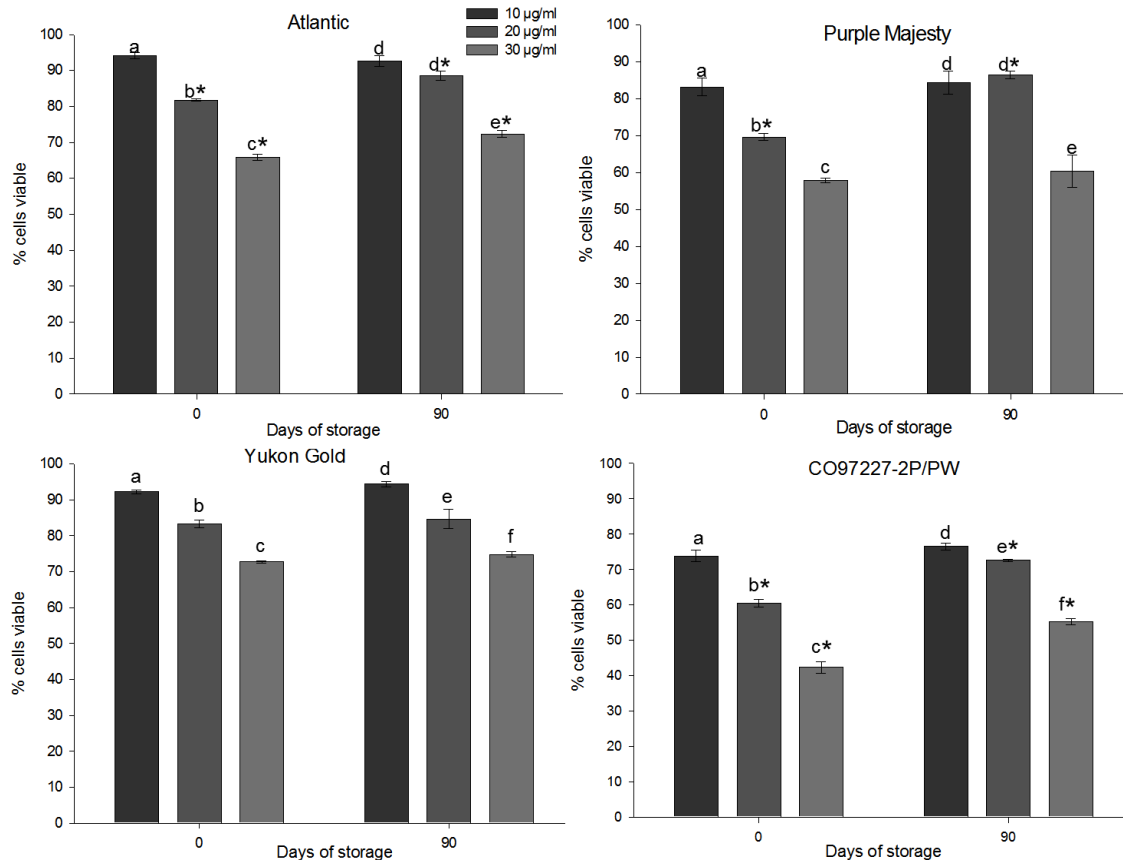 Atlantic
10 µg/ml
20 µg/ml
30 µg/ml
% cells viable
100
90
80
70
60
50
40
30
20
10
0
a
b*
c*
d
d*
e*
0
90
Days of storage
Purple Majesty
% cells viable
100
90
80
70
60
50
40
30
20
10
0
a
b*
c
d
d*
e
0
90
Days of storage
Yukon Gold
% cells viable
100
90
80
70
60
50
40
30
20
10
0
a
b
c
d
e
f
0
90
Days of storage
CO97227-2P/PW
% cells viable
100
90
80
70
60
50
40
30
20
10
0
a
b*
c*
d
e*
f*
0
90
Days of storage